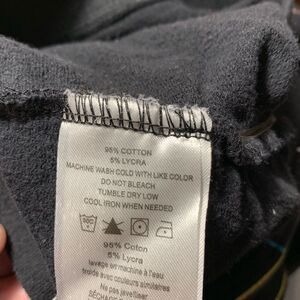 95% COTTON
5% LYCRA
MACHINE WASH COLD WITH LIKE COLOR
DO NOT BLEACH
TUMBLE DRY LOW
COOL IRON WHEN NEEDED
95% Coton
5% Lycra
lavage en machine à l'eau
froide avec couleurs similaires
Ne pas javeliser